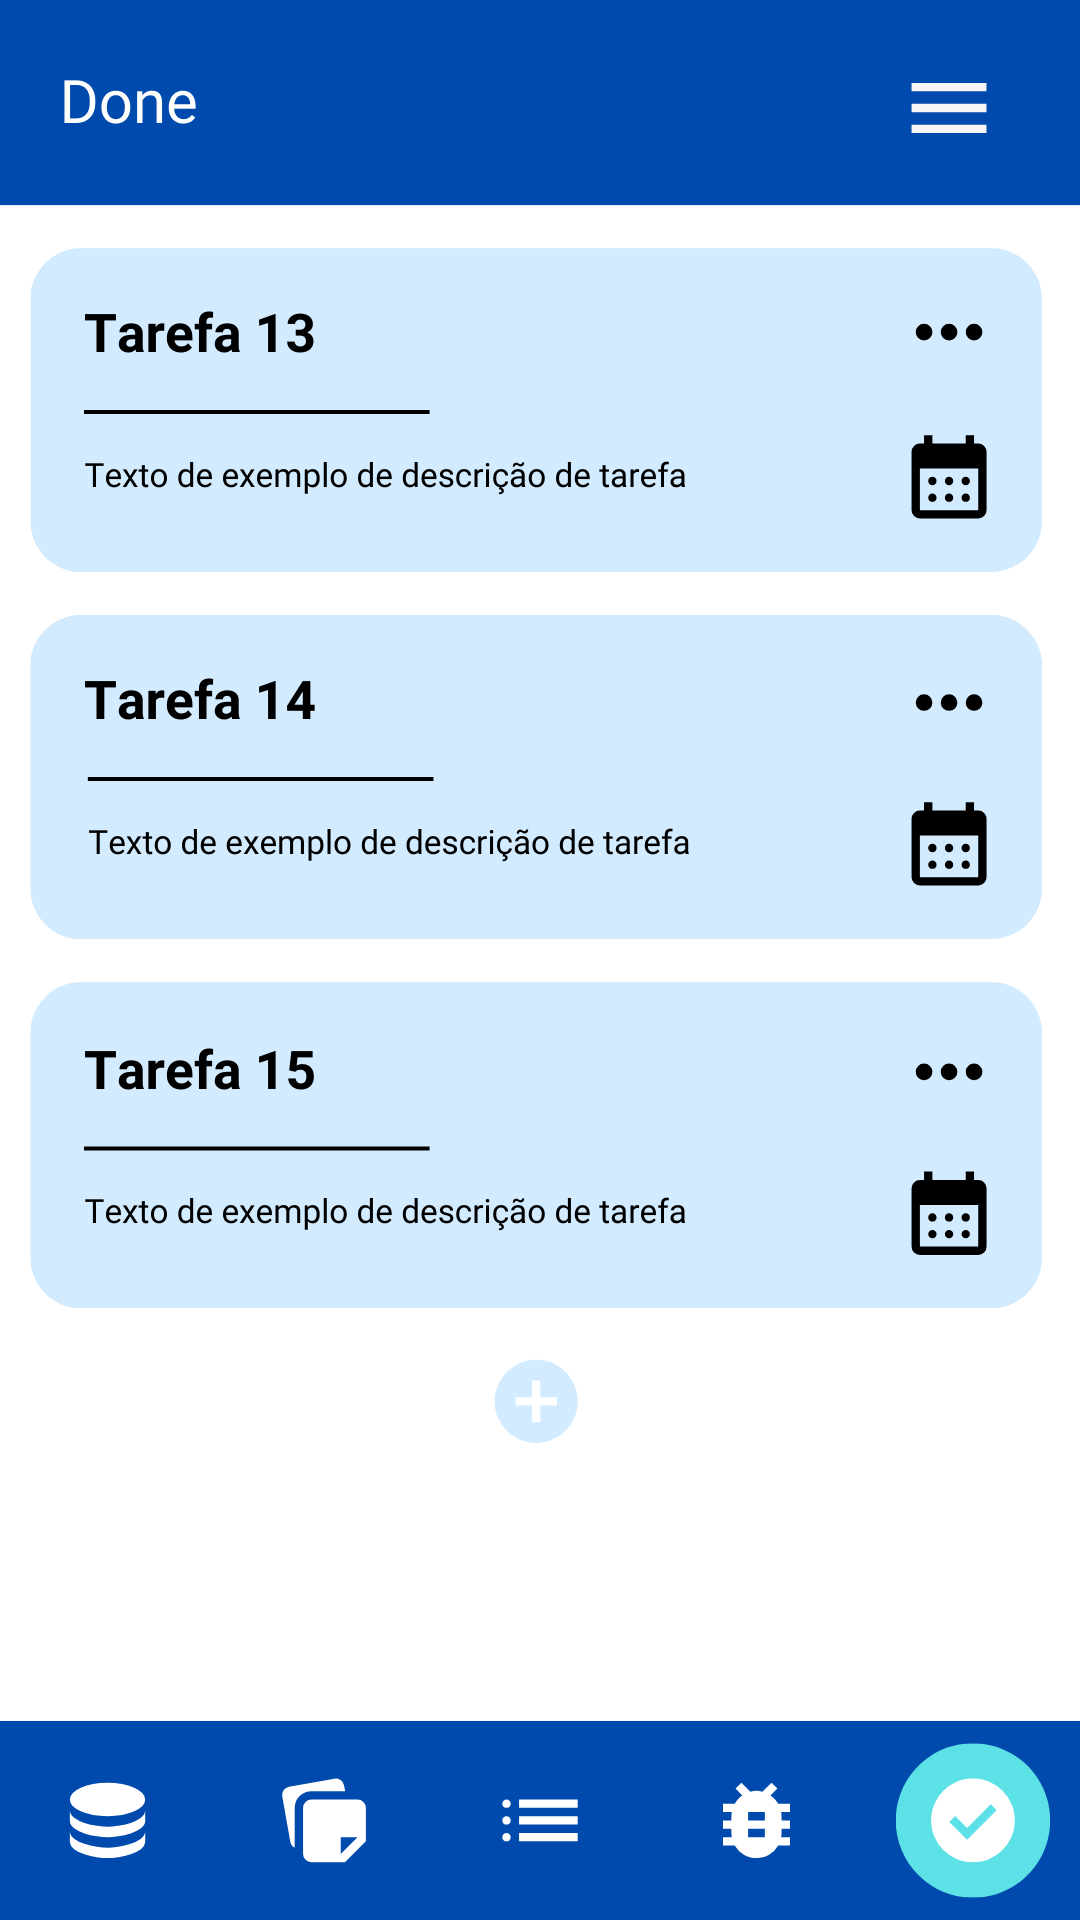 Done
Tarefa 13
Texto de exemplo de descrição de tarefa
Tarefa 14
Texto de exemplo de descrição de tarefa
Tarefa 15
Texto de exemplo de descrição de tarefa